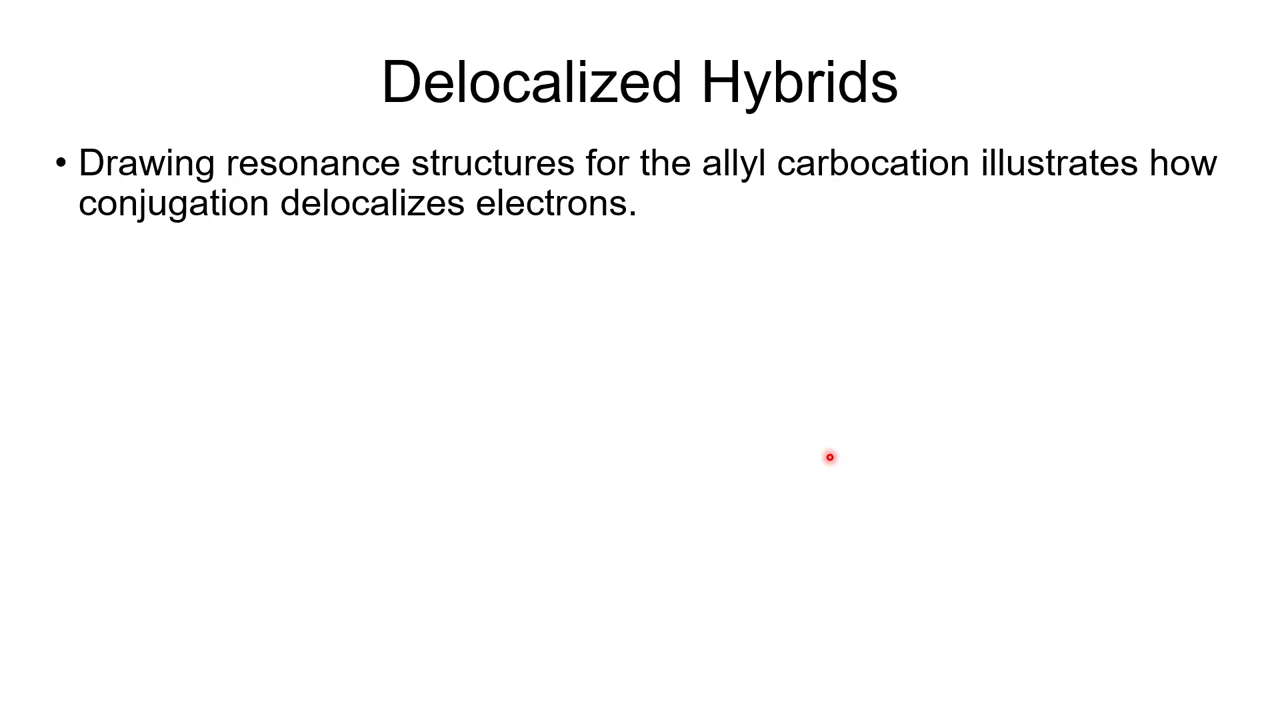 Delocalized Hybrids
• Drawing resonance structures for the allyl carbocation illustrates how
conjugation delocalizes electrons.